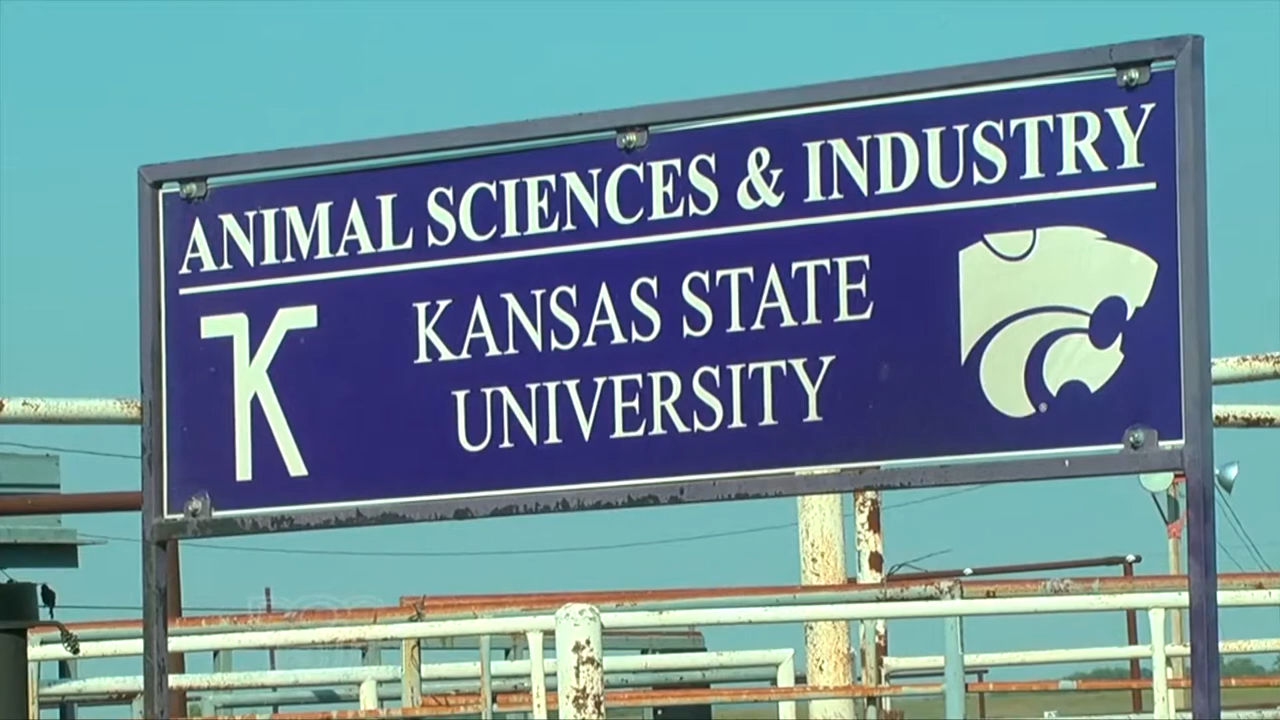 ANIMAL SCIENCES & INDUSTRY
K
KANSAS STATE
UNIVERSITY
®